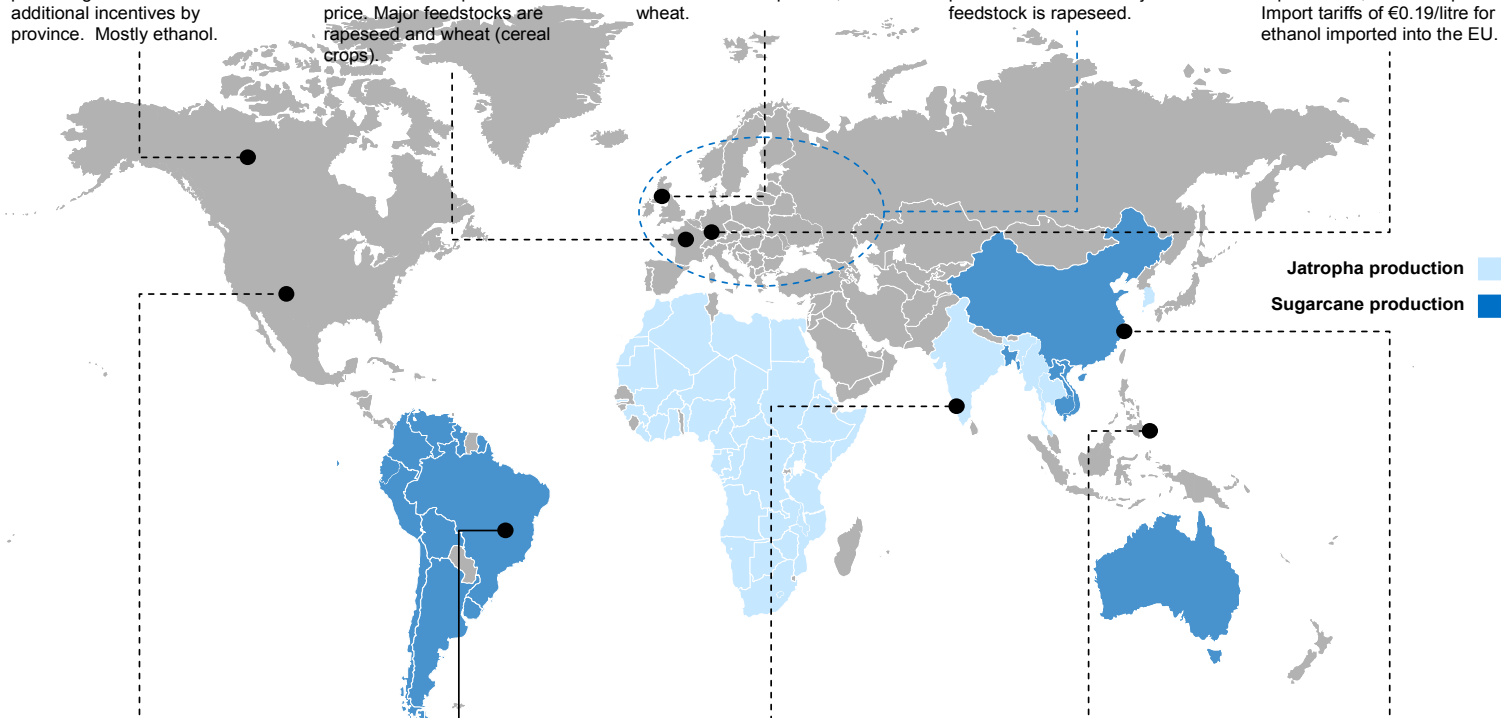 additional incentives by
province.  Mostly ethanol.
price. Major feedstocks are
rapeseed and wheat (cereal
crops).
wheat.
feedstock is rapeseed.
Import tariffs of €0.19/litre for
ethanol imported into the EU.
Jatropha production
Sugarcane production